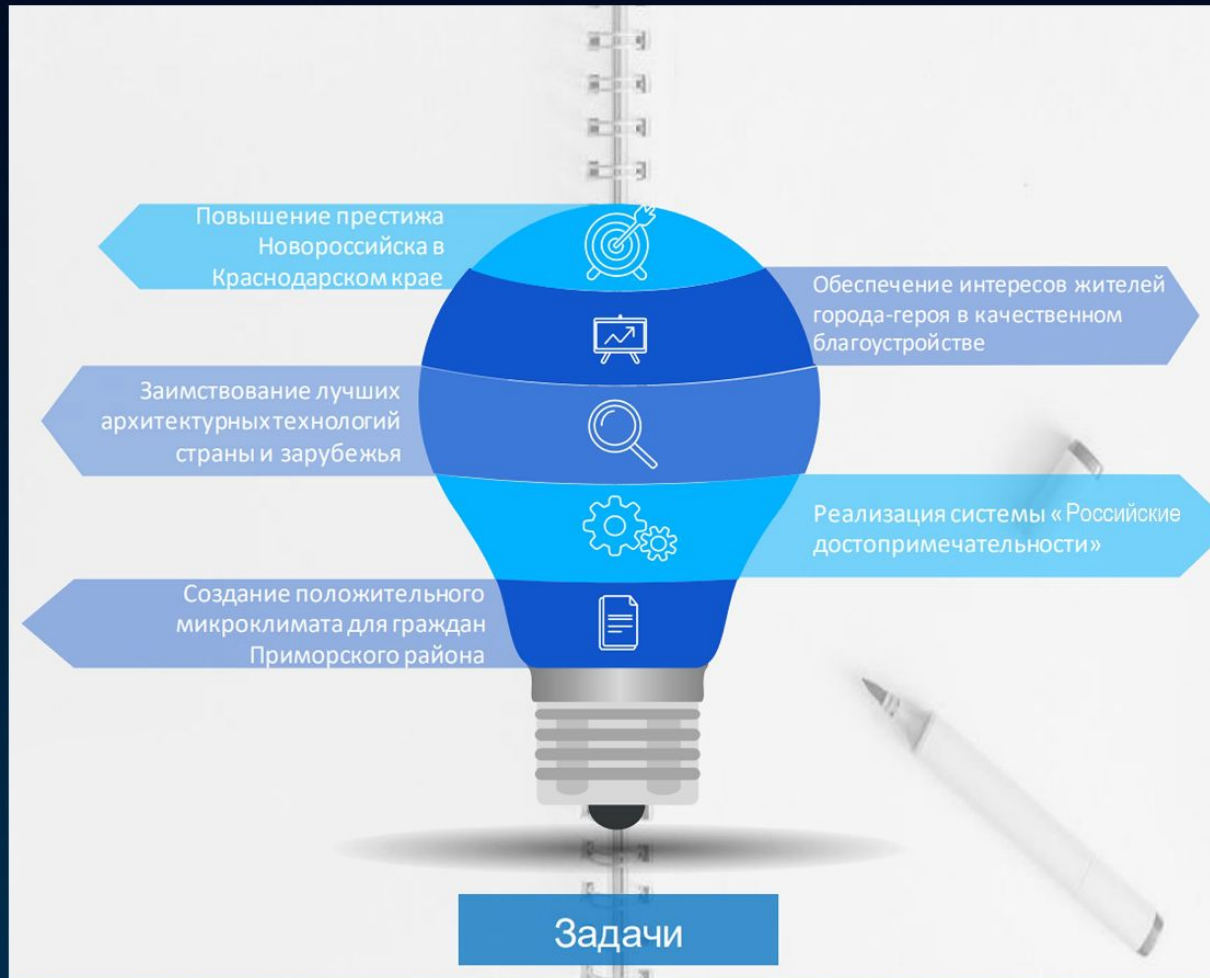 Повышение престижа
Новороссийска в
Краснодарском крае
Обеспечение интересов жителей
города-героя в качественном
благоустройстве
Заимствование лучших
архитектурных технологий
страны и зарубежья
Реализация системы « Российские
достопримечательности»
Создание положительного
микроклимата для граждан
Приморского района
Задачи